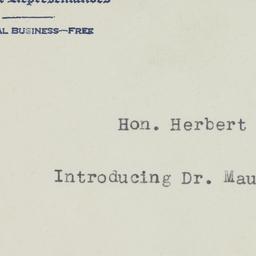 AL BUSINESS—FREE
Hon. Herbert
Introducing Dr. Mau